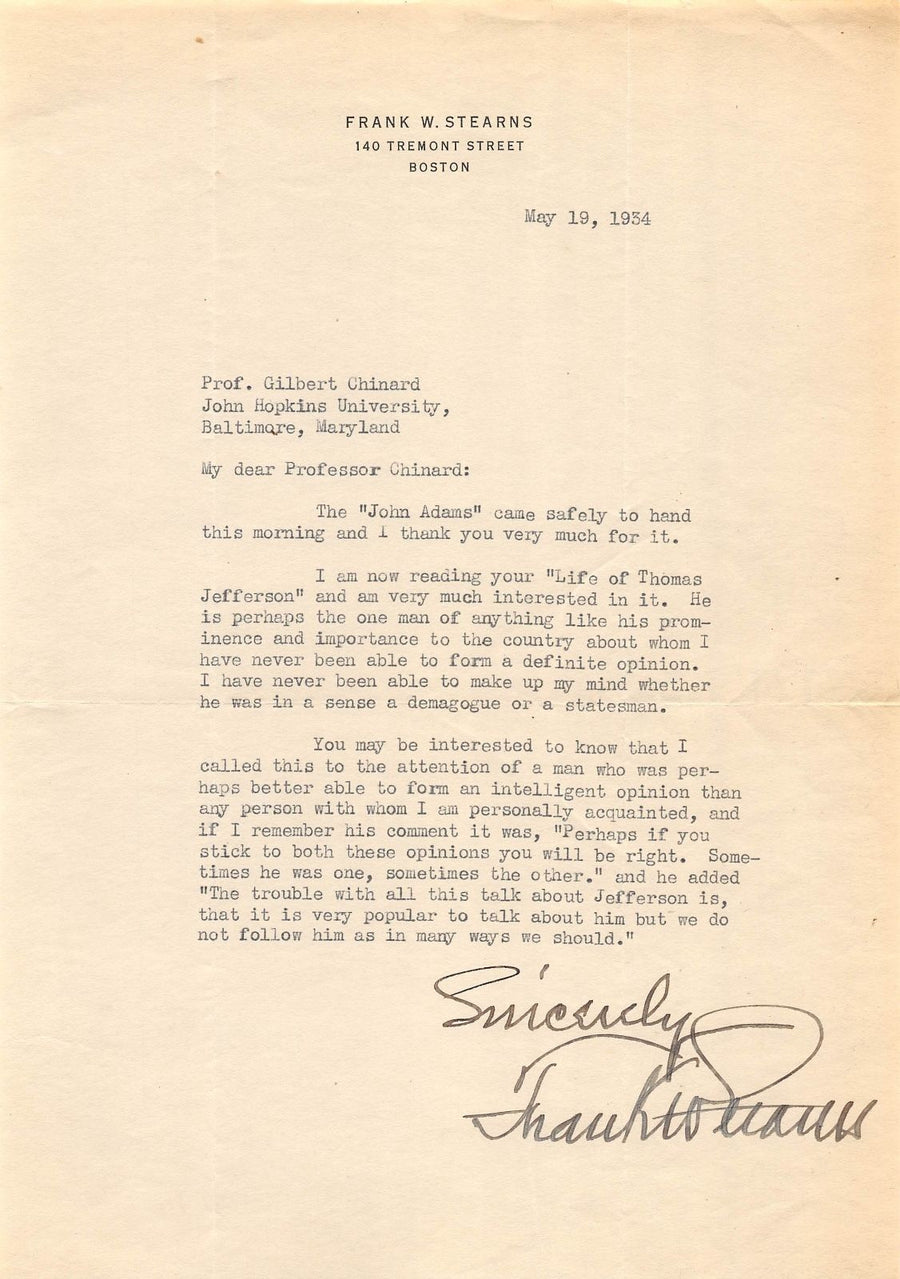 FRANK W. STEARNS
140 TREMONT STREET
BOSTON
May 19, 1934
Prof. Gilbert Chinard
John Hopkins University,
Baltimore, Maryland
My dear Professor Chinard:
The "John Adams" came safely to hand
this morning and I thank you very much for it.
I am now reading your "Life of Thomas
Jefferson" and am very much interested in it. He
is perhaps the one man of anything like his prom-
inence and importance to the country about whom I
have never been able to form a definite opinion.
I have never been able to make up my mind whether
he was in a sense a demagogue or a statesman.
You may be interested to know that I
called this to the attention of a man who was per-
haps better able to form an intelligent opinion than
any person with whom I am personally acquainted, and
if I remember his comment it was, "Perhaps if you
stick to both these opinions you will be right. Some-
times he was one, sometimes the other." and he added
"The trouble with all this talk about Jefferson is,
that it is very popular to talk about him but we do
not follow him as in many ways we should."
Sincerely
Frank W Stearns